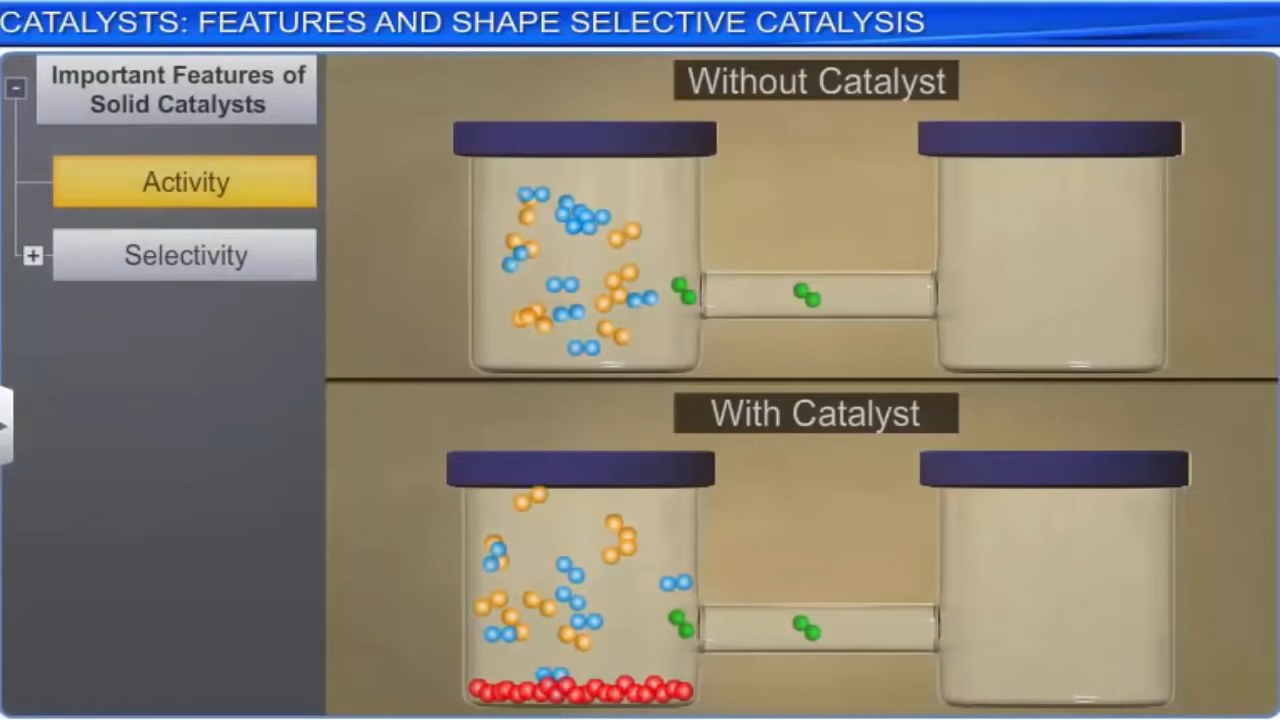 CATALYSTS: FEATURES AND SHAPE SELECTIVE CATALYSIS
Important Features of
Solid Catalysts
Activity
Selectivity
Without Catalyst
With Catalyst